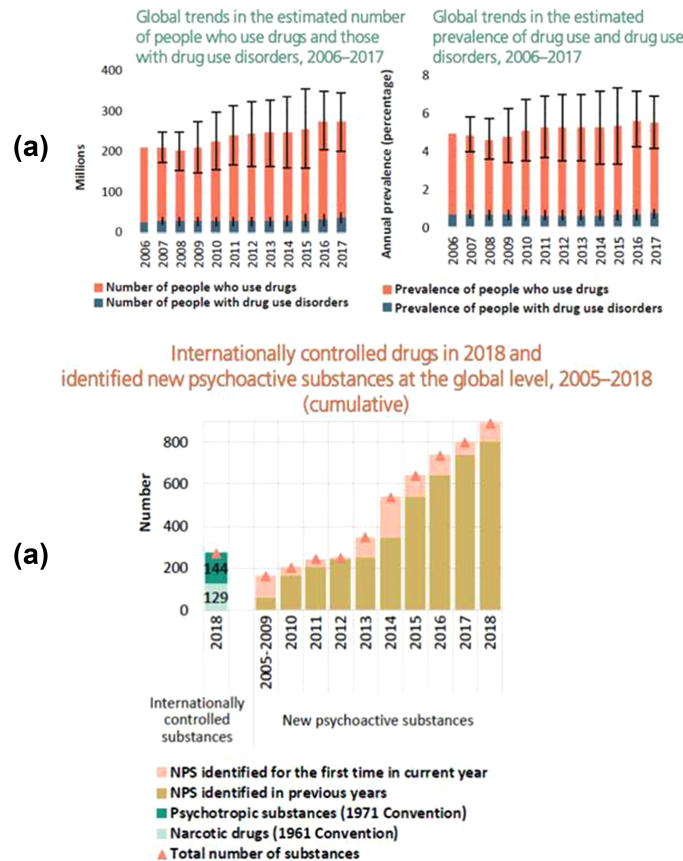 Global trends in the estimated number
of people who use drugs and those
with drug use disorders, 2006–2017
Global trends in the estimated
prevalence of drug use and drug use
disorders, 2006–2017
(a)
Millions
400
300
200
100
0
2006
2007
2008
2009
2010
2011
2012
2013
2014
2015
2016
2017
Number of people who use drugs
Number of people with drug use disorders
Annual prevalence (percentage)
8
6
4
2
0
2006
2007
2008
2009
2010
2011
2012
2013
2014
2015
2016
2017
Prevalence of people who use drugs
Prevalence of people with drug use disorders
Internationally controlled drugs in 2018 and
identified new psychoactive substances at the global level, 2005–2018
(cumulative)
(a)
Number
800
600
400
200
0
144
129
2018
2005-2009
2010
2011
2012
2013
2014
2015
2016
2017
2018
Internationally
controlled
substances
New psychoactive substances
NPS identified for the first time in current year
NPS identified in previous years
Psychotropic substances (1971 Convention)
Narcotic drugs (1961 Convention)
Total number of substances